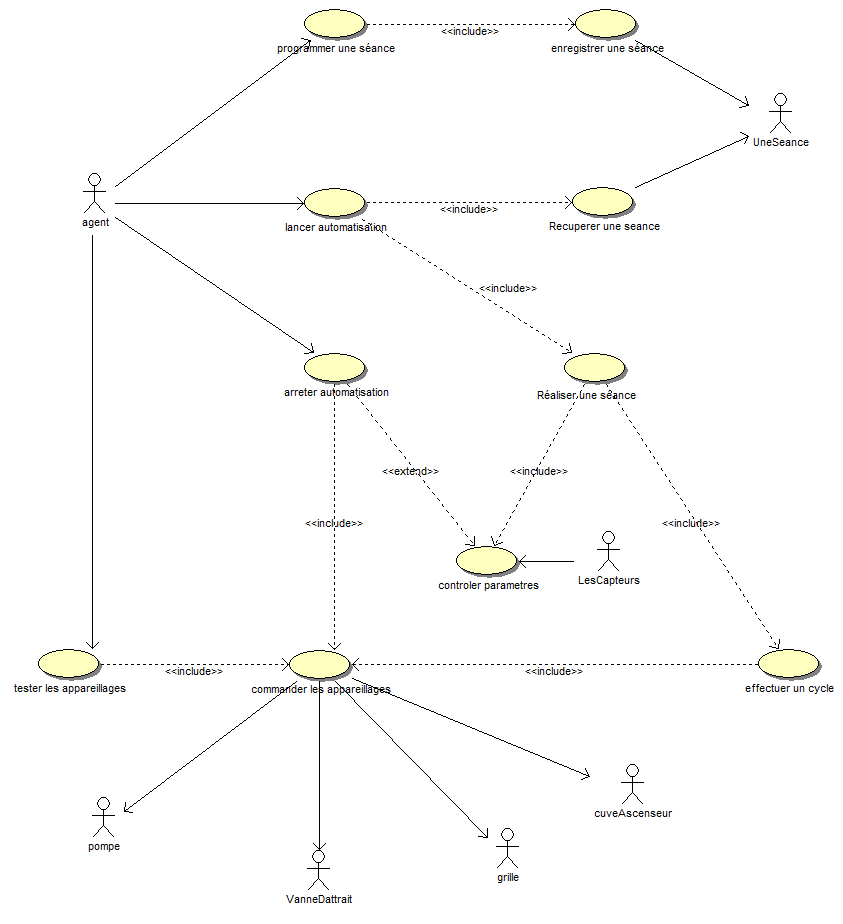 <<include>>
programmer une séance
enregistrer une séance
UneSeance
agent
<<include>>
lancer automatisation
Recuperer une seance
<<include>>
arreter automatisation
Réaliser une séance
<<extend>>
<<include>>
<<include>>
<<include>>
controler parametres
LesCapteurs
<<include>>
<<include>>
tester les appareillages
commander les appareillages
effectuer un cycle
cuveAscenseur
pompe
grille
VanneDattrait